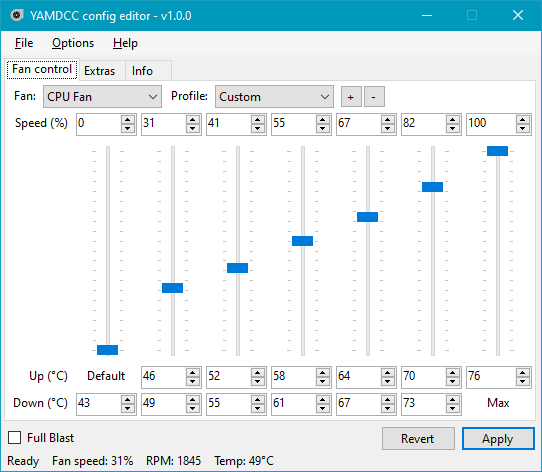 YAMDCC config editor - v1.0.0
File Options Help
Fan control Extras Info
Fan: CPU Fan Profile: Custom + -
Speed (%) 0 31 41 55 67 82 100
Up (°C) Default 46 52 58 64 70 76
Down (°C) 43 49 55 61 67 73 Max
Full Blast Revert Apply
Ready Fan speed: 31% RPM: 1845 Temp: 49°C